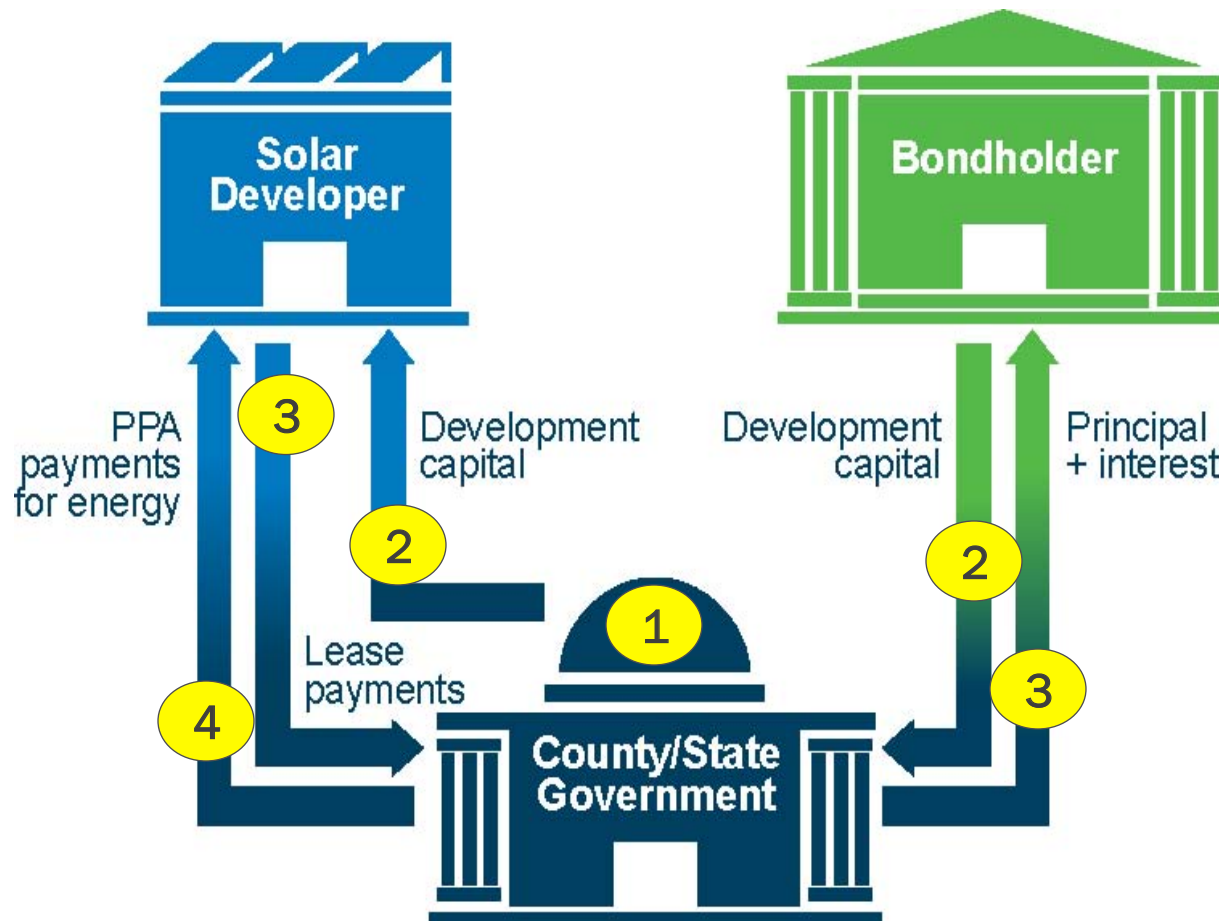 Solar
Developer
Bondholder
PPA
payments
for energy
3
Development
capital
Development
capital
Principal
+ interest
2
2
1
Lease
payments
3
4
County/State
Government